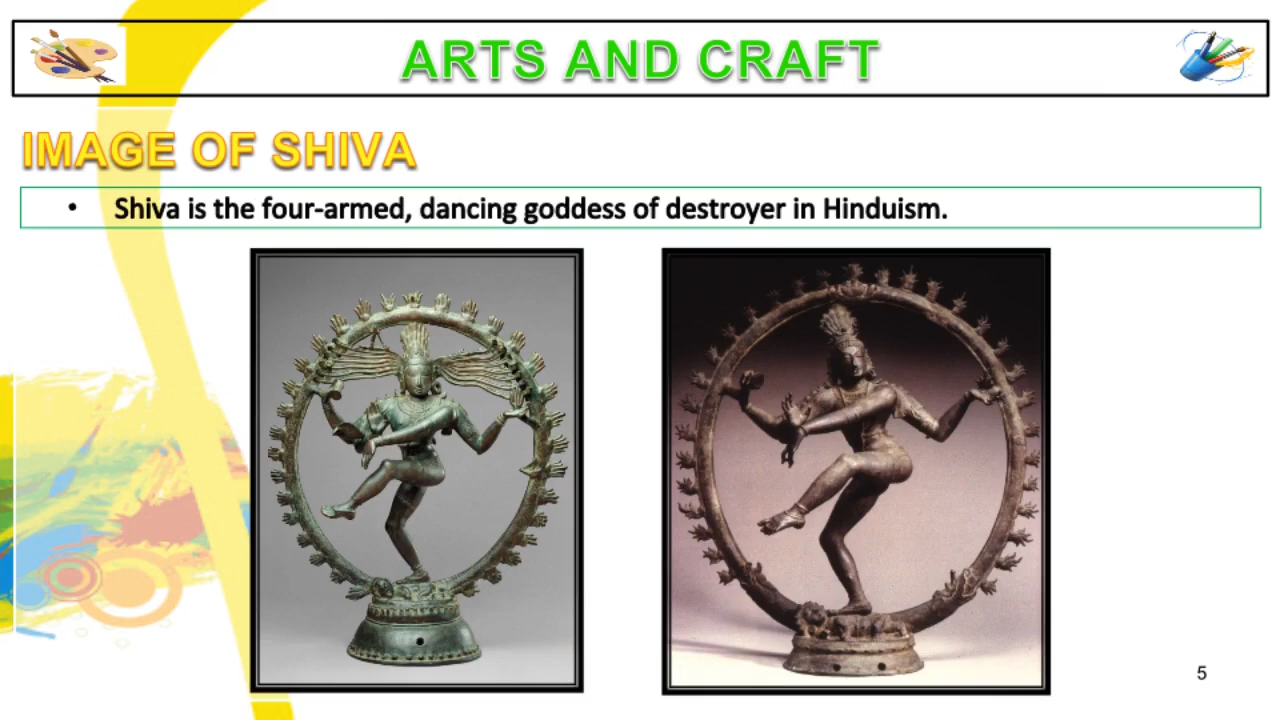 ARTS AND CRAFT
IMAGE OF SHIVA
• Shiva is the four-armed, dancing goddess of destroyer in Hinduism.
5